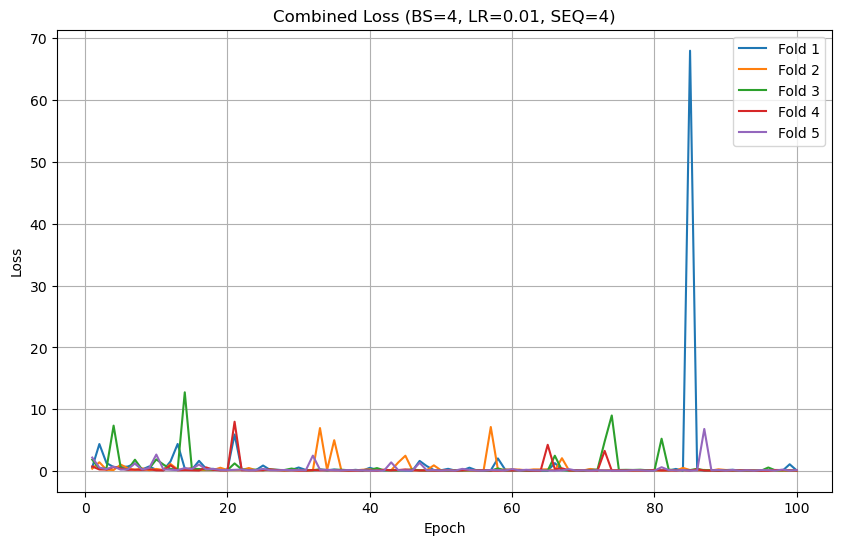 Combined Loss (BS=4, LR=0.01, SEQ=4)
70
60
50
40
30
20
10
0
Loss
0 20 40 60 80 100
Epoch
Fold 1
Fold 2
Fold 3
Fold 4
Fold 5